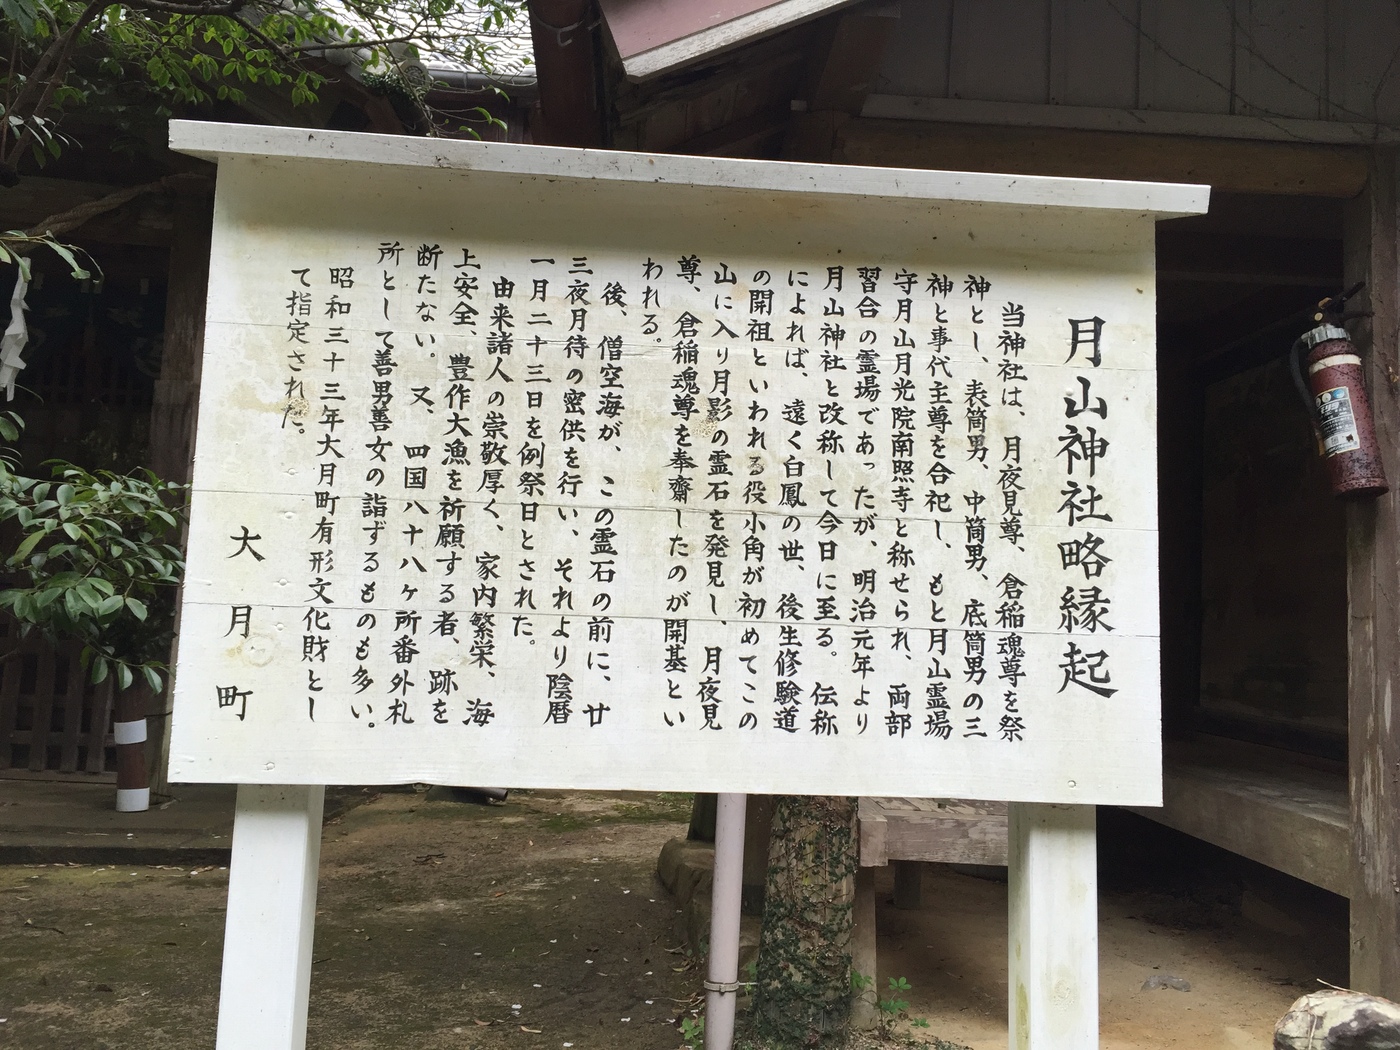 月山神社略縁起
当神社は、月夜見尊、倉稲魂尊を祭
神とし、表筒男、中筒男、底筒男の三
神と事代主尊を合祀し、もと月山霊場
守月山月光院南照寺と称せられ、両部
習合の霊場であったが、明治元年より
月山神社と改称して今日に至る。伝称
によれば、遠く白鳳の世、後生修験道
の開祖といわれる役小角が初めてこの
山に入り月影の霊石を発見し、月夜見
尊、倉稲魂尊を奉齋したのが開基とい
われる。
後、僧空海が、この霊石の前に、廿
三夜月待の密供を行い、それより陰暦
一月二十三日を例祭日とされた。
由来諸人の崇敬厚く、家内繁栄、海
上安全、豊作大漁を祈願する者、跡を
断たない。又、四国八十八ヶ所番外札
所として善男善女の詣ずるものも多い。
昭和三十三年大月町有形文化財とし
て指定された。
大月町